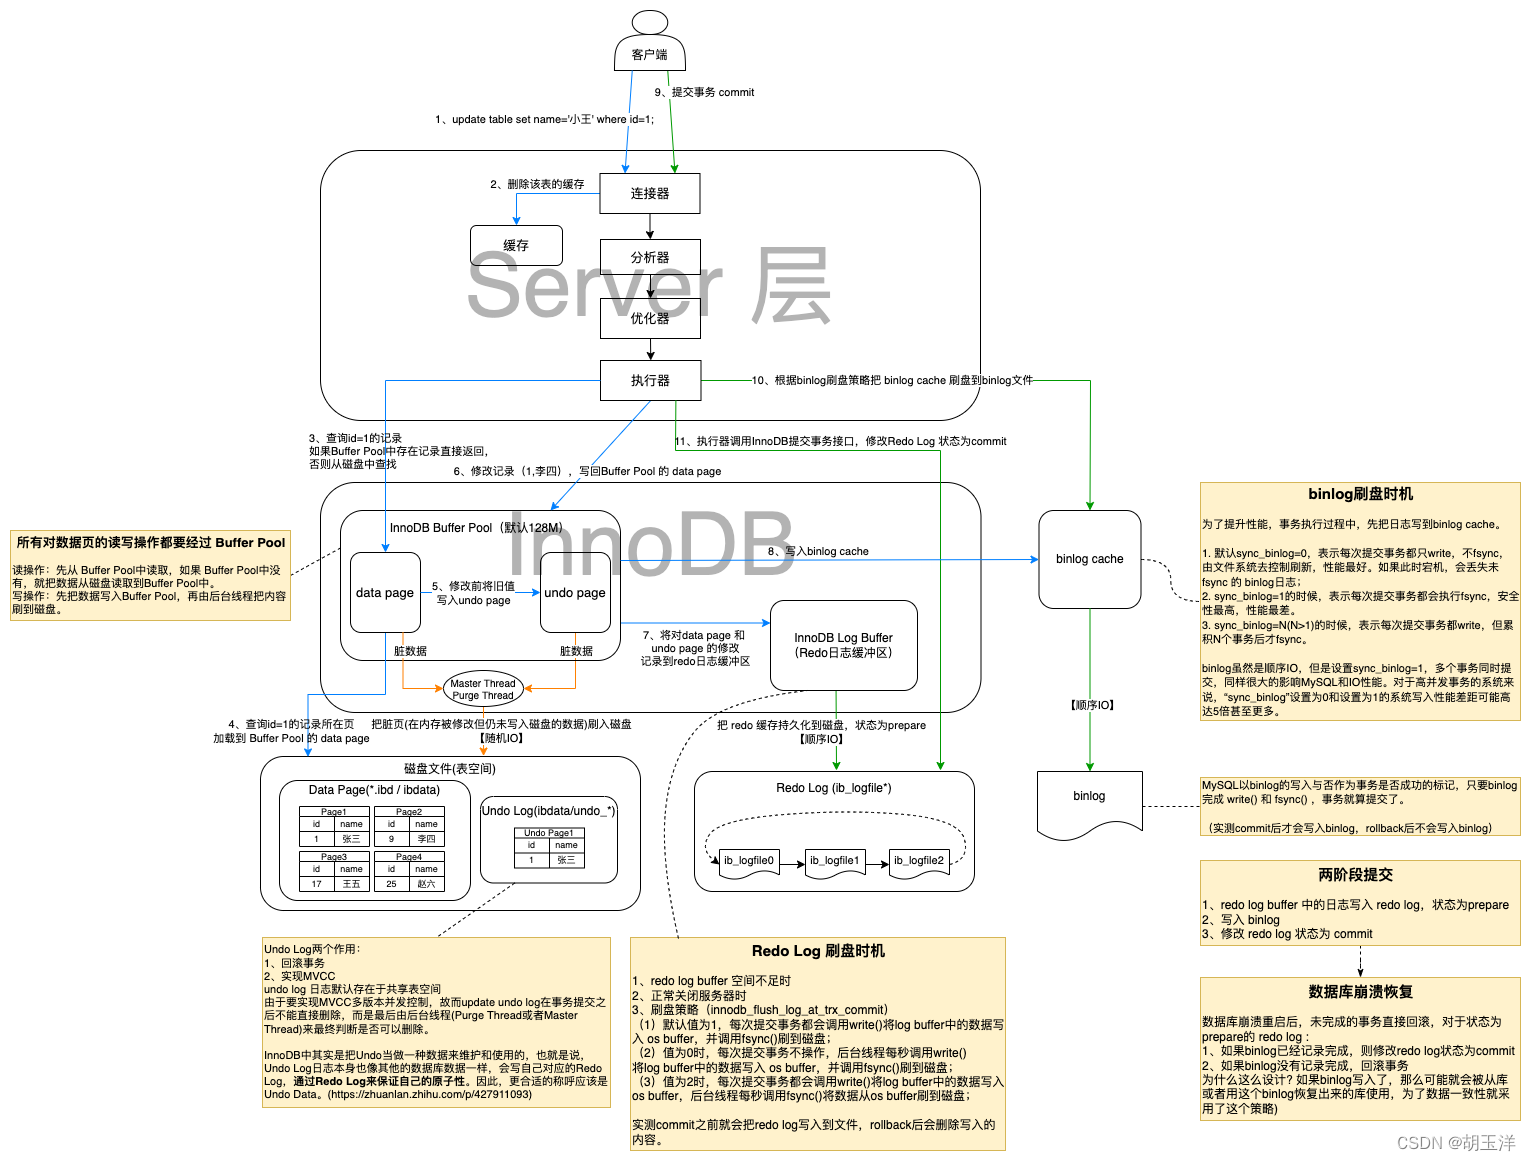 客户端
9、提交事务 commit
1、update table set name='小王' where id=1;
2、删除该表的缓存
连接器
缓存
分析器
Server 层
优化器
执行器
10、根据binlog刷盘策略把 binlog cache 刷盘到binlog文件
3、查询id=1的记录
如果Buffer Pool中存在记录直接返回,
否则从磁盘中查找
11、执行器调用InnoDB提交事务接口，修改Redo Log 状态为commit
6、修改记录（1,李四），写回Buffer Pool 的 data page
InnoDB
InnoDB Buffer Pool（默认128M）
data page
5、修改前将旧值
写入undo page
undo page
脏数据
脏数据
8、写入binlog cache
binlog cache
7、将对data page 和
undo page 的修改
记录到redo日志缓冲区
InnoDB Log Buffer
（Redo日志缓冲区）
Master Thread
Purge Thread
所有对数据页的读写操作都要经过 Buffer Pool
读操作：先从 Buffer Pool中读取，如果 Buffer Pool中没
有，就把数据从磁盘读取到Buffer Pool中。
写操作：先把数据写入Buffer Pool，再由后台线程把内容
刷到磁盘。
4、查询id=1的记录所在页
加载到 Buffer Pool 的 data page
把脏页(在内存被修改但仍未写入磁盘的数据)刷入磁盘
【随机IO】
把 redo 缓存持久化到磁盘，状态为prepare
【顺序IO】
【顺序IO】
磁盘文件(表空间)
Data Page(*.ibd / ibdata)
Page1
id name
1 张三
Page2
id name
9 李四
Page3
id name
17 王五
Page4
id name
25 赵六
Undo Log(ibdata/undo_*)
Undo Page1
id name
1 张三
Redo Log (ib_logfile*)
ib_logfile0
ib_logfile1
ib_logfile2
binlog
binlog刷盘时机
为了提升性能，事务执行过程中，先把日志写到binlog cache。
1. 默认sync_binlog=0，表示每次提交事务都只write，不fsync,
由文件系统去控制刷新，性能最好。如果此时宕机，会丢失未
fsync 的 binlog日志；
2. sync_binlog=1的时候，表示每次提交事务都会执行fsync，安全
性最高，性能最差。
3. sync_binlog=N(N>1)的时候，表示每次提交事务都write，但累
积N个事务后才fsync。
binlog虽然是顺序IO，但是设置sync_binlog=1，多个事务同时提
交，同样很大的影响MySQL和IO性能。对于高并发事务的系统来
说，“sync_binlog”设置为0和设置为1的系统写入性能差距可能高
达5倍甚至更多。
MySQL以binlog的写入与否作为事务是否成功的标记，只要binlog
完成 write() 和 fsync() ，事务就算提交了。
（实测commit后才会写入binlog，rollback后不会写入binlog）
两阶段提交
1、redo log buffer 中的日志写入 redo log，状态为prepare
2、写入 binlog
3、修改 redo log 状态为 commit
数据库崩溃恢复
数据库崩溃重启后，未完成的事务直接回滚，对于状态为
prepare的 redo log :
1、如果binlog已经记录完成，则修改redo log状态为commit
2、如果binlog没有记录完成，回滚事务
为什么这么设计？如果binlog写入了，那么可能就会被从库
或者用这个binlog恢复出来的库使用，为了数据一致性就采
用了这个策略)
Undo Log两个作用：
1、回滚事务
2、实现MVCC
undo log 日志默认存在于共享表空间
由于要实现MVCC多版本并发控制，故而update undo log在事务提交之
后不能直接删除，而是最后由后台线程(Purge Thread或者Master
Thread)来最终判断是否可以删除。
InnoDB中其实是把Undo当做一种数据来维护和使用的，也就是说，
Undo Log日志本身也像其他的数据库数据一样，会写自己对应的Redo
Log，通过Redo Log来保证自己的原子性。因此，更合适的称呼应该是
Undo Data。(https://zhuanlan.zhihu.com/p/427911093)
Redo Log 刷盘时机
1、redo log buffer 空间不足时
2、正常关闭服务器时
3、刷盘策略（innodb_flush_log_at_trx_commit）
（1）默认值为1，每次提交事务都会调用write()将log buffer中的数据写
入 os buffer，并调用fsync()刷到磁盘；
（2）值为0时，每次提交事务不操作，后台线程每秒调用write()
将log buffer中的数据写入 os buffer，并调用fsync()刷到磁盘；
（3）值为2时，每次提交事务都会调用write()将log buffer中的数据写入
os buffer，后台线程每秒调用fsync()将数据从os buffer刷到磁盘；
实测commit之前就会把redo log写入到文件，rollback后会删除写入的
内容。
CSDN @胡玉洋